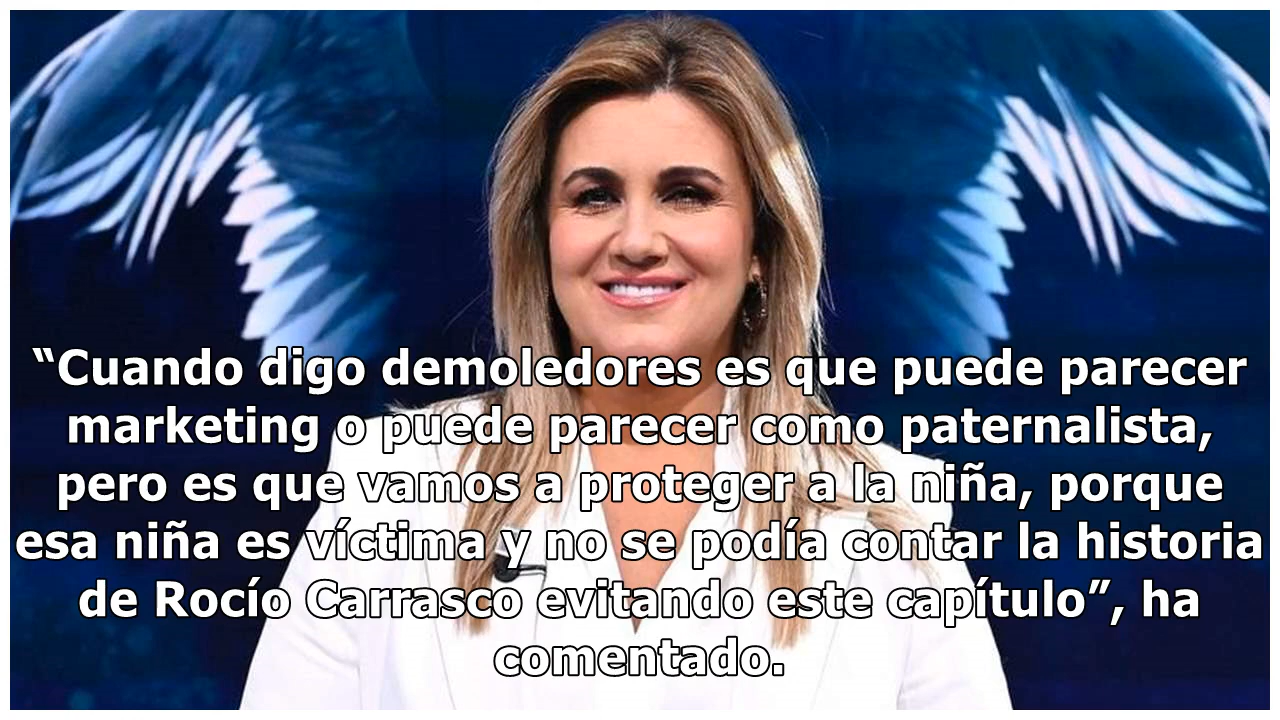 “Cuando digo demoledores es que puede parecer
marketing o puede parecer como paternalista,
pero es que vamos a proteger a la niña, porque
esa niña es víctima y no se podía contar la historia
de Rocío Carrasco evitando este capítulo”, ha
comentado.